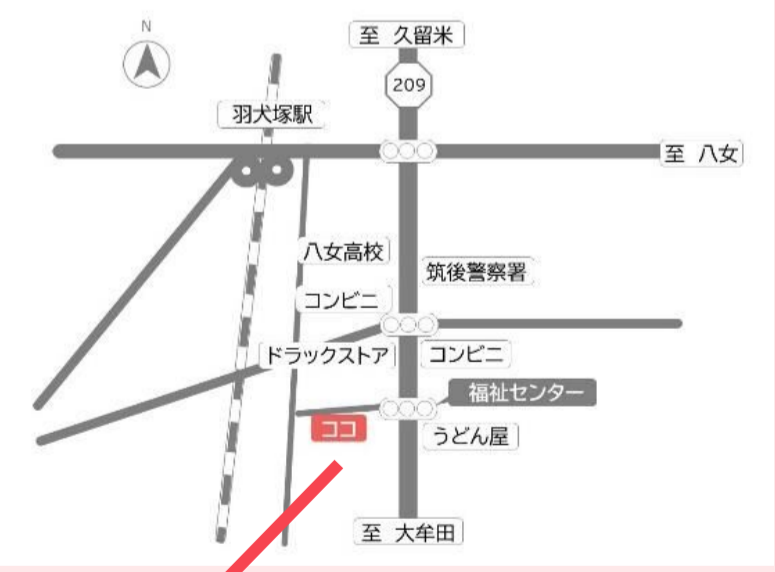 N
至 久留米
209
羽犬塚駅
至 八女
八女高校
筑後警察署
コンビニ
ドラックストア
コンビニ
福祉センター
ココ
うどん屋
至 大牟田